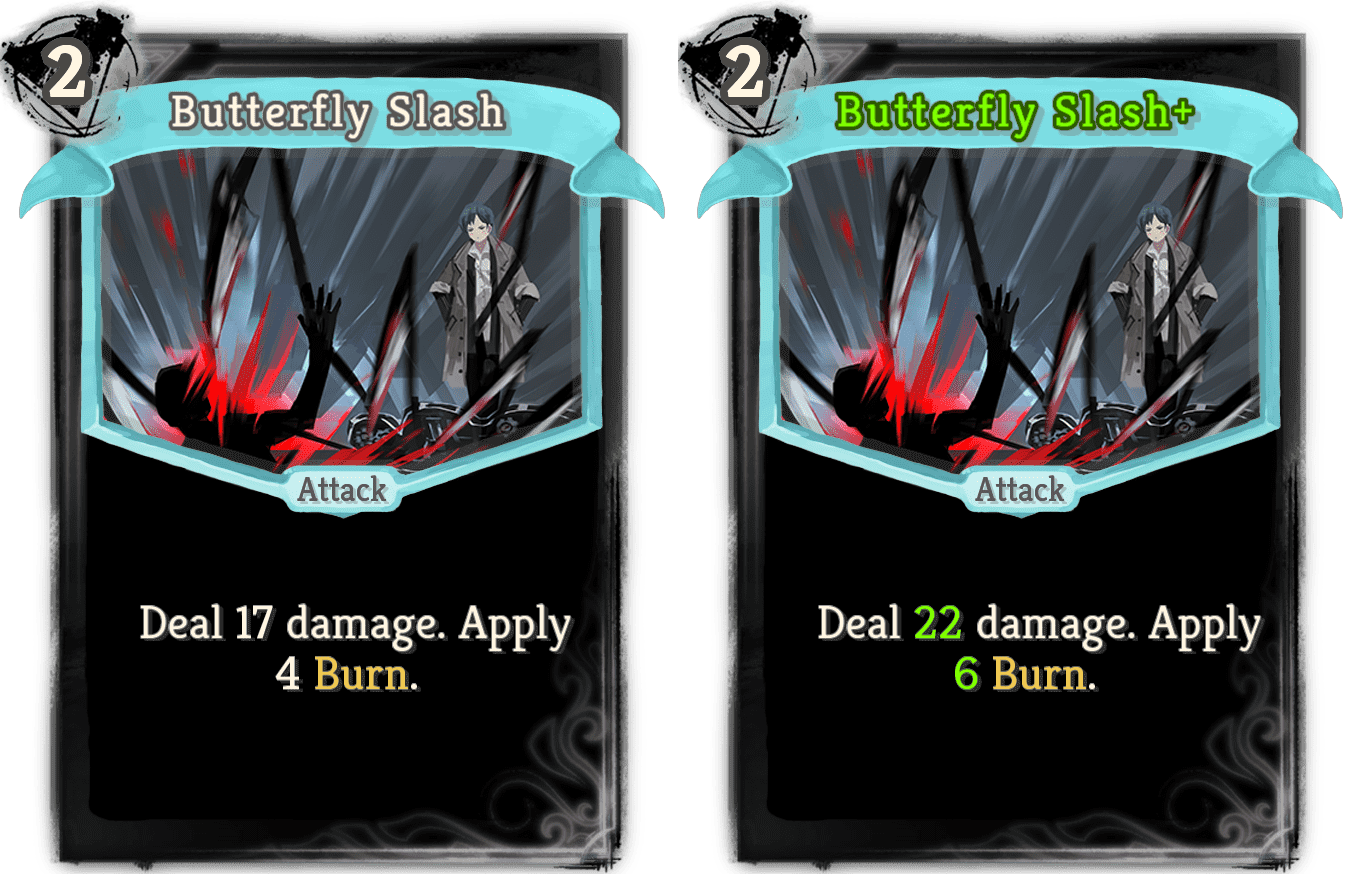 2
Butterfly Slash
Attack
Deal 17 damage. Apply
4 Burn.
2
Butterfly Slash+
Attack
Deal 22 damage. Apply
6 Burn.